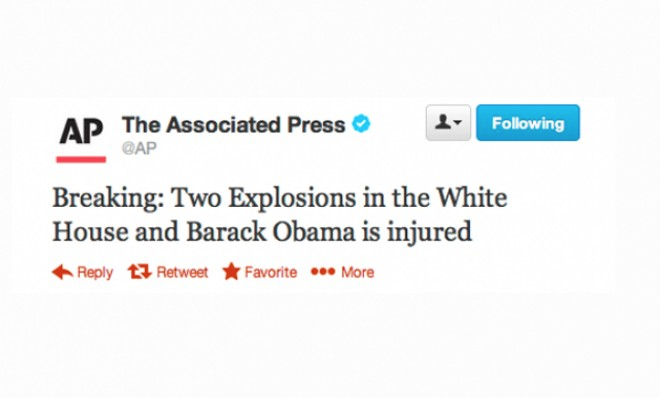 AP The Associated Press
@AP
Following
Breaking: Two Explosions in the White
House and Barack Obama is injured
Reply Retweet Favorite More